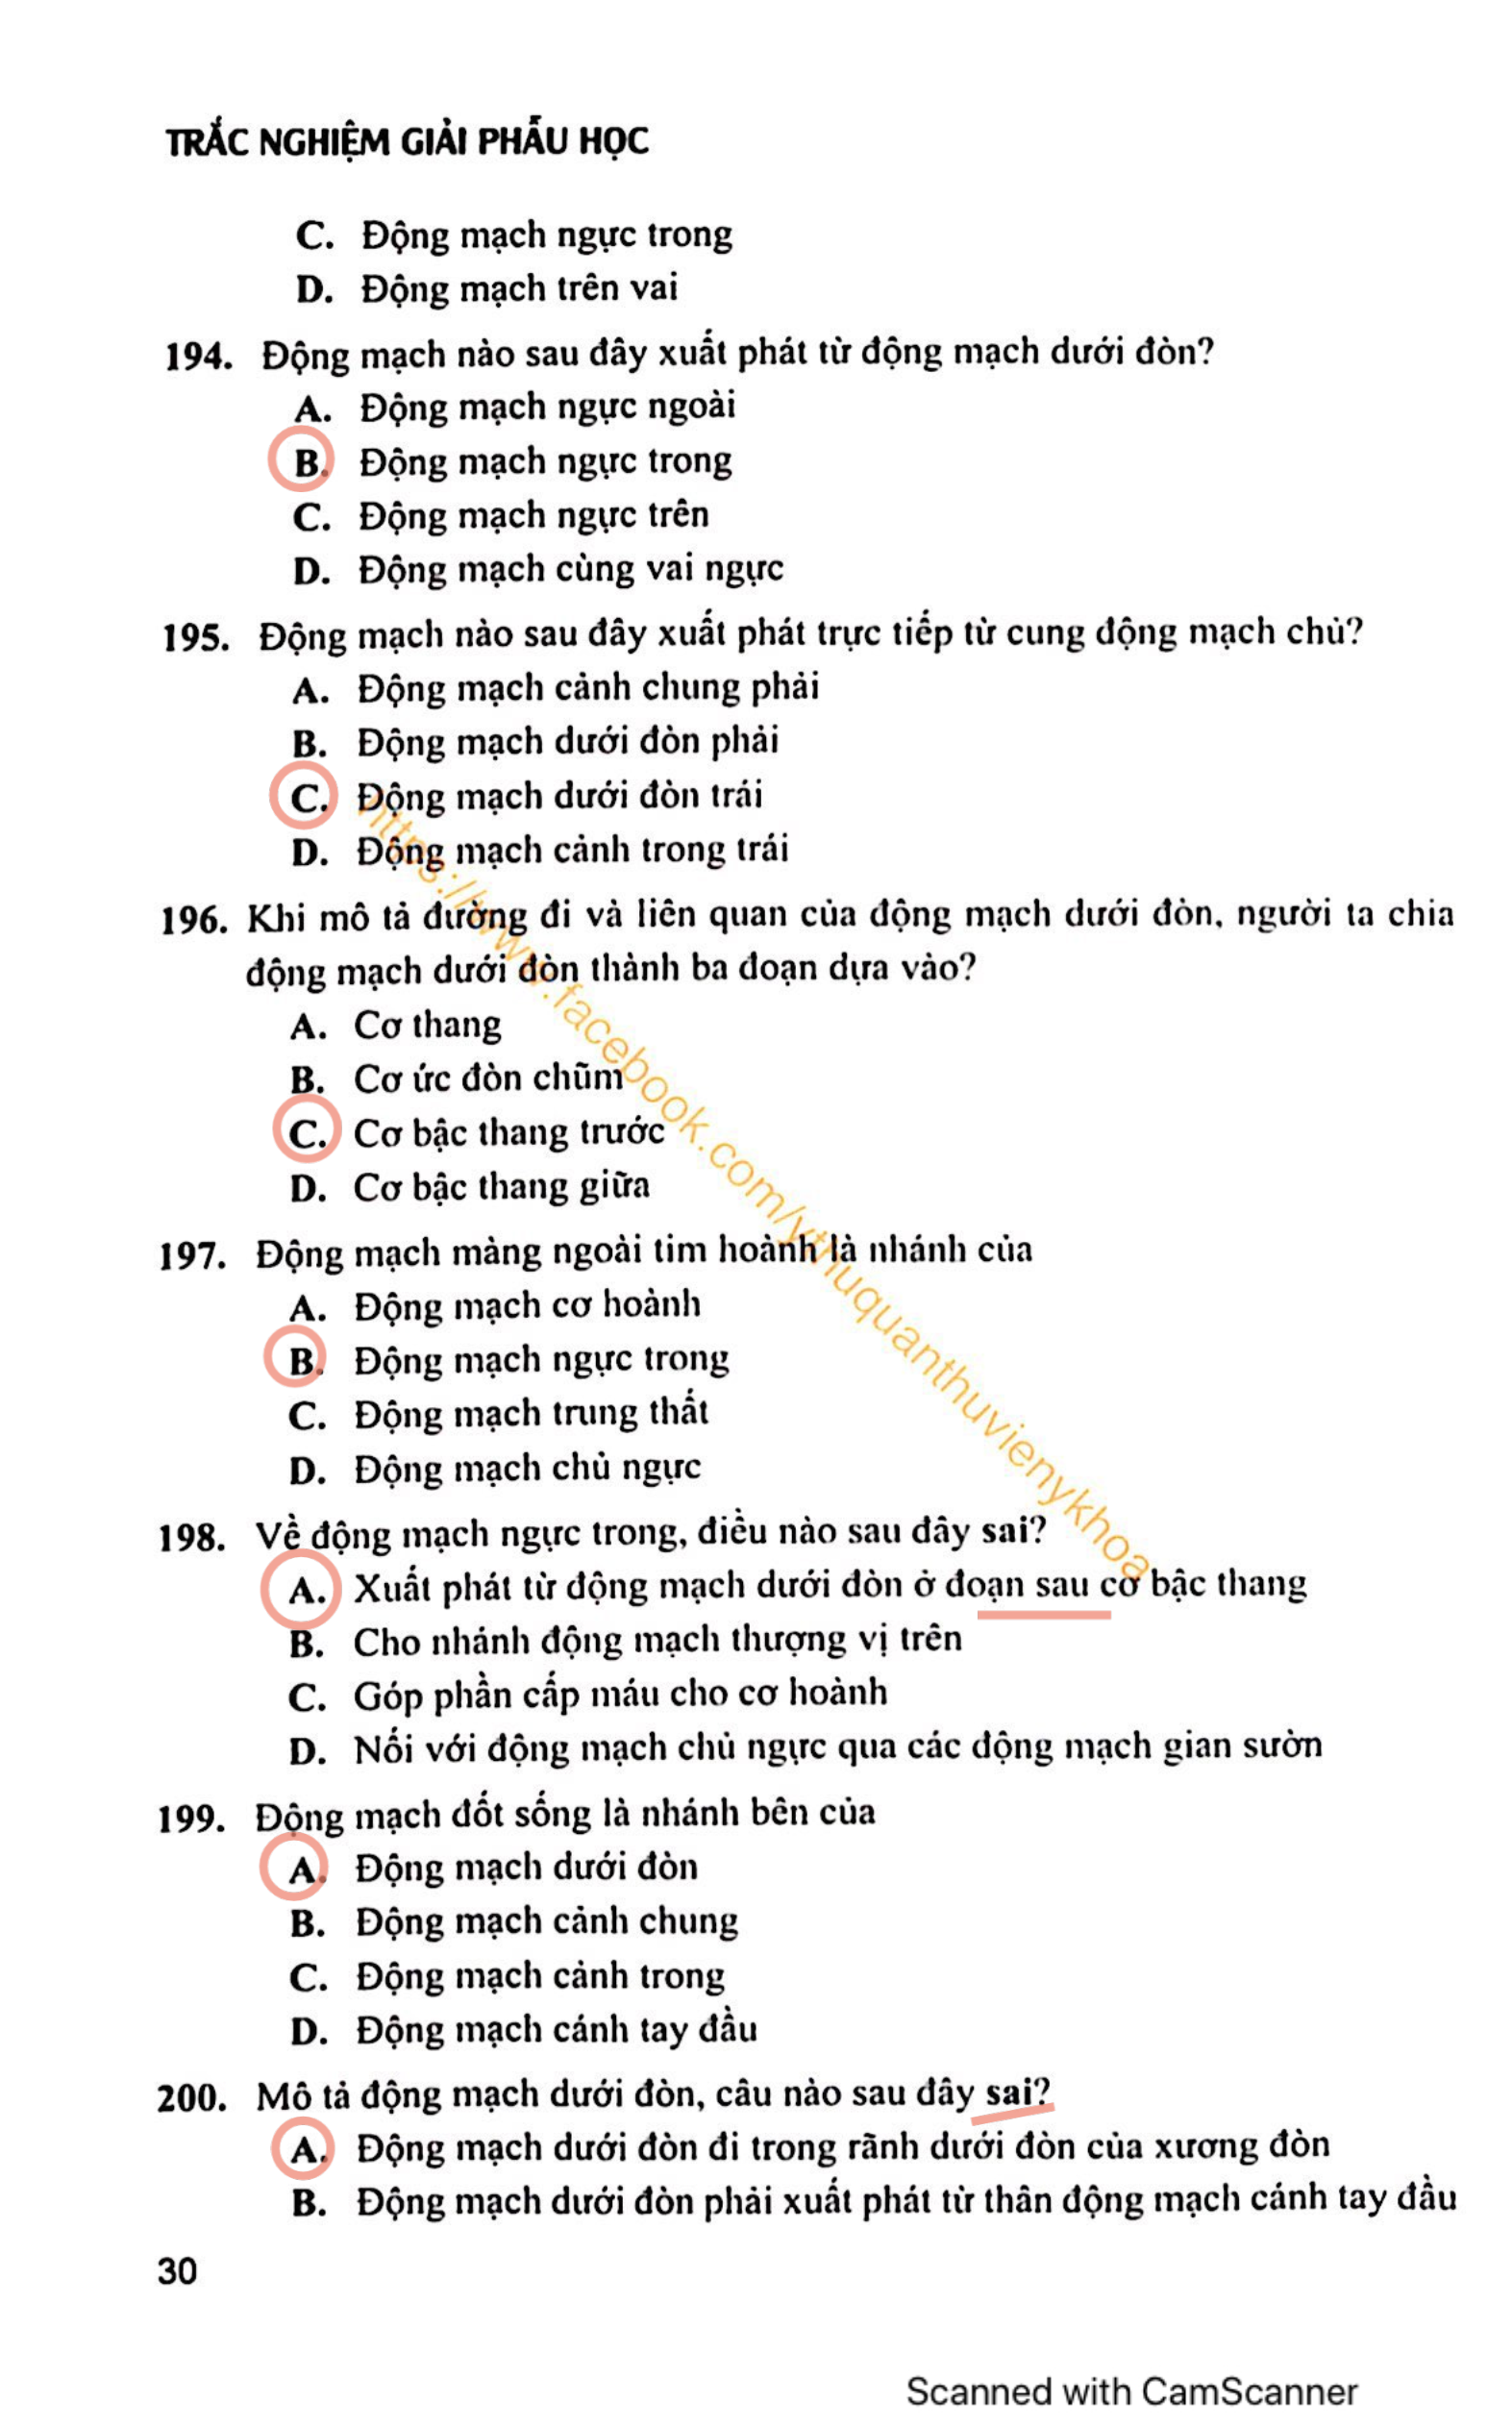 TRẮC NGHIỆM GIẢI PHẪU HỌC
C. Động mạch ngực trong
D. Động mạch trên vai
194. Động mạch nào sau đây xuất phát từ động mạch dưới đòn?
A. Động mạch ngực ngoài
B. Động mạch ngực trong
C. Động mạch ngực trên
D. Động mạch cùng vai ngực
195. Động mạch nào sau đây xuất phát trực tiếp từ cung động mạch chủ?
A. Động mạch cảnh chung phải
B. Động mạch dưới đòn phải
C. Động mạch dưới đòn trái
D. Động mạch cảnh trong trái
196. Khi mô tả đường đi và liên quan của động mạch dưới đòn, người ta chia
động mạch dưới đòn thành ba đoạn dựa vào?
A. Cơ thang
B. Cơ ức đòn chũm
C. Cơ bậc thang trước
D. Cơ bậc thang giữa
197. Động mạch màng ngoài tim hoành là nhánh của
A. Động mạch cơ hoành
B. Động mạch ngực trong
C. Động mạch trung thất
D. Động mạch chủ ngực
198. Về động mạch ngực trong, điều nào sau đây sai?
A. Xuất phát từ động mạch dưới đòn ở đoạn sau cơ bậc thang
B. Cho nhánh động mạch thượng vị trên
C. Góp phần cấp máu cho cơ hoành
D. Nối với động mạch chủ ngực qua các động mạch gian sườn
199. Động mạch đốt sống là nhánh bên của
A. Động mạch dưới đòn
B. Động mạch cảnh chung
C. Động mạch cảnh trong
D. Động mạch cánh tay đầu
200. Mô tả động mạch dưới đòn, câu nào sau đây sai?
A. Động mạch dưới đòn đi trong rãnh dưới đòn của xương đòn
B. Động mạch dưới đòn phải xuất phát từ thân động mạch cánh tay đầu
30
https://www.facebook.com/ythuquanthuvienykhoa
Scanned with CamScanner